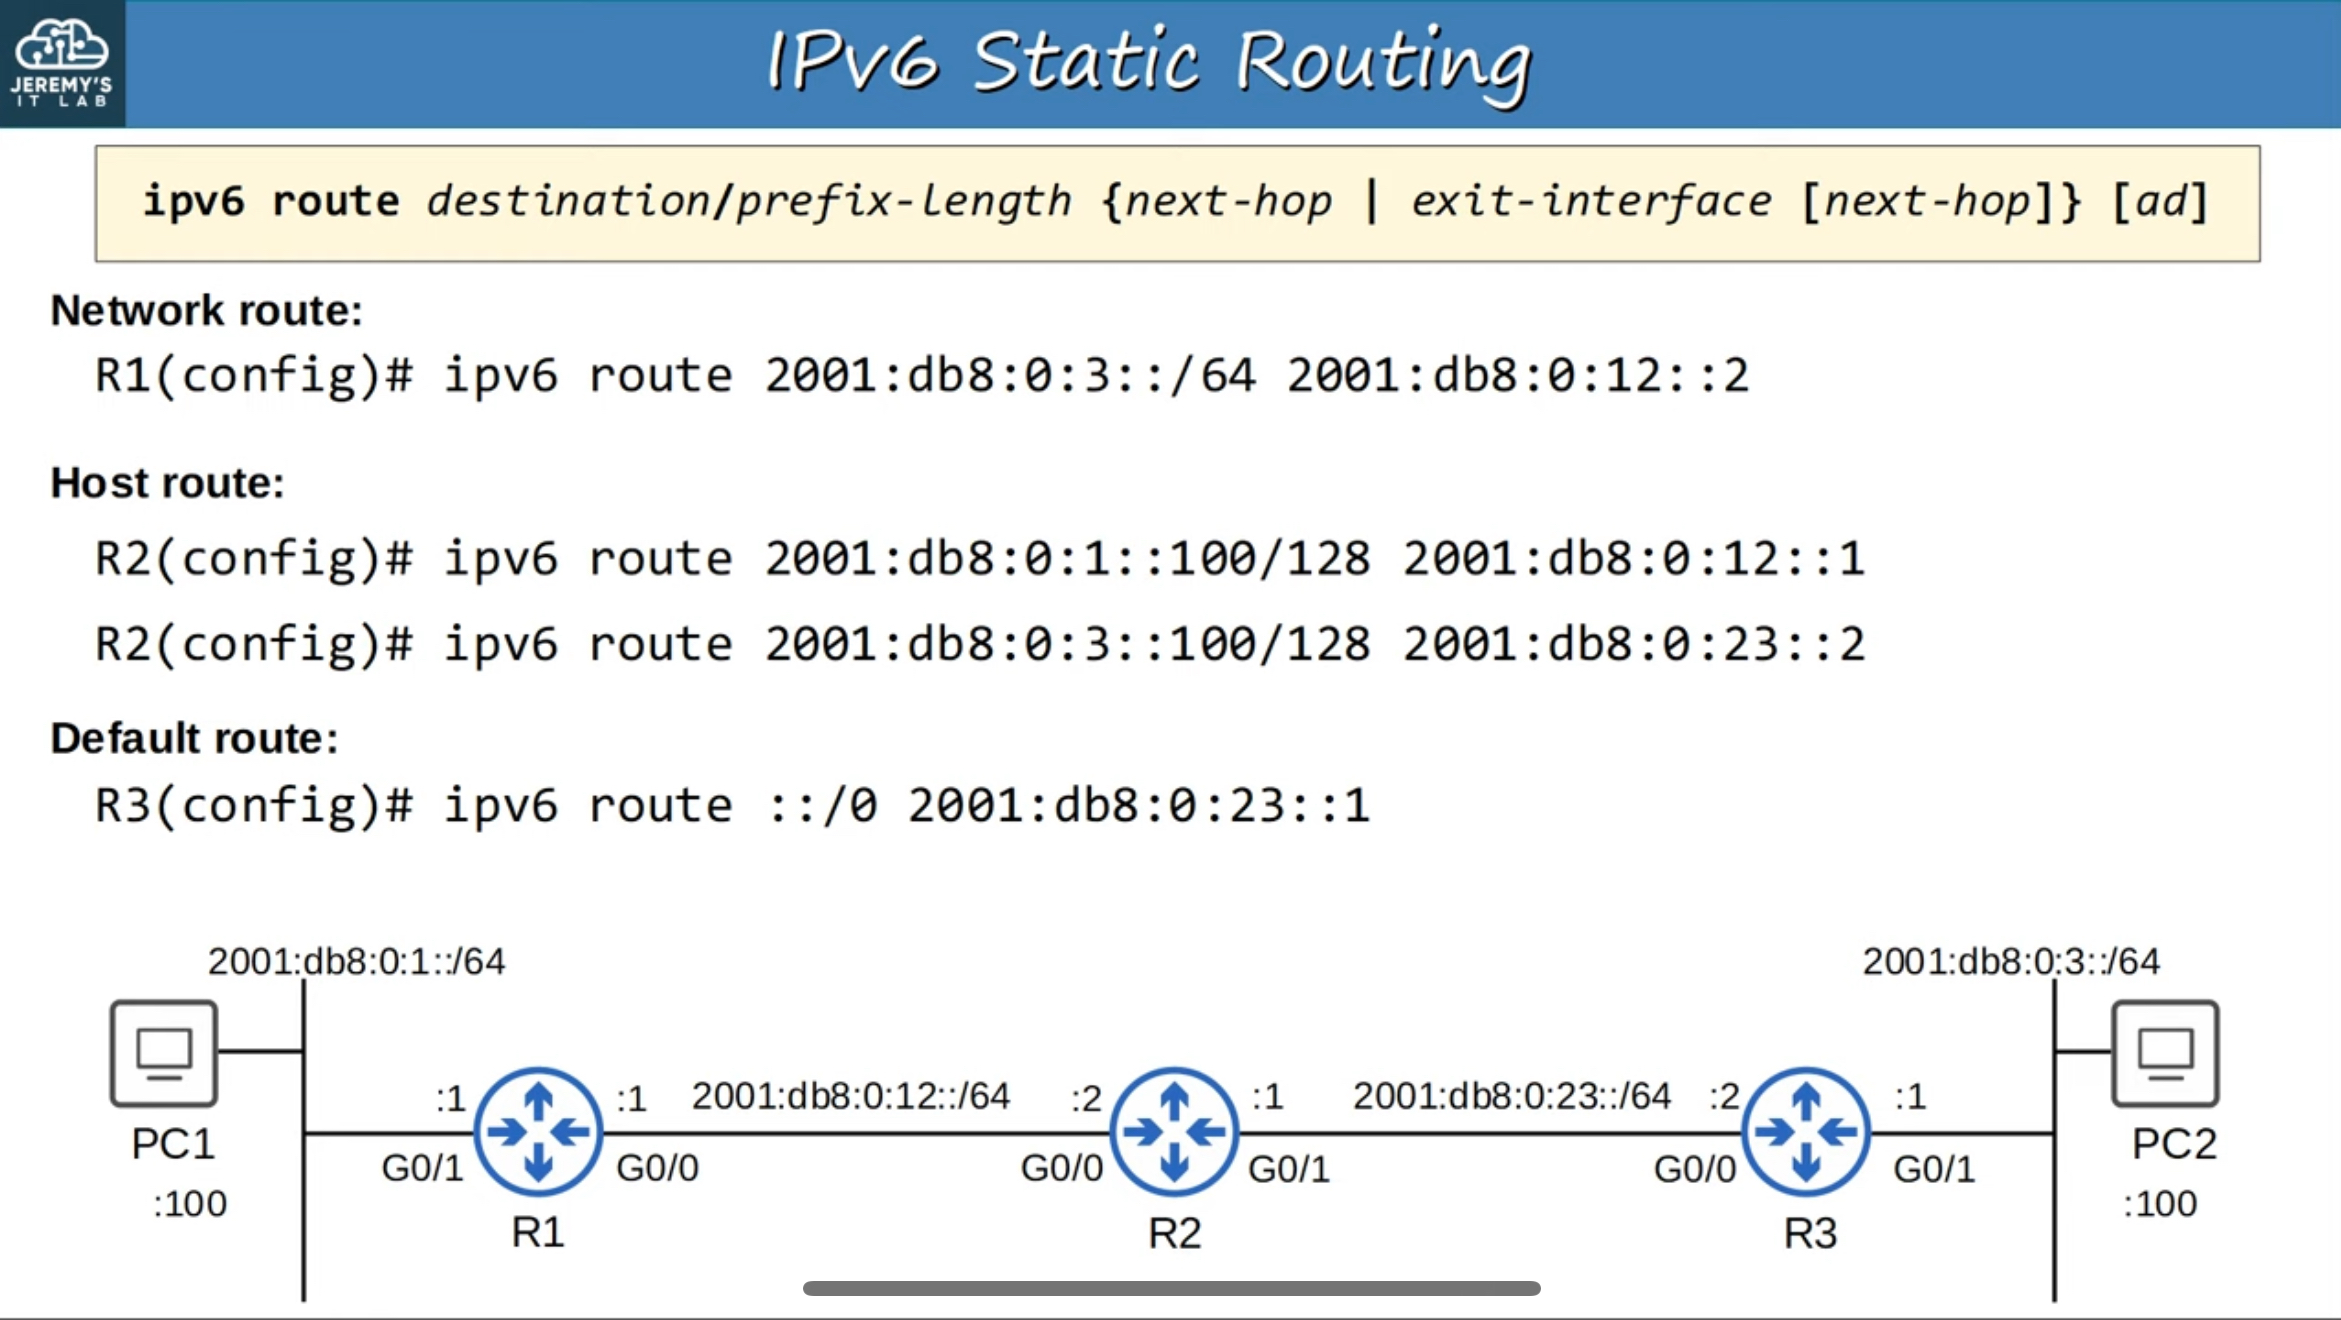 JEREMY'S
IT LAB
IPv6 Static Routing
ipv6 route destination/prefix-length {next-hop | exit-interface [next-hop]} [ad]
Network route:
R1(config)# ipv6 route 2001:db8:0:3::/64 2001:db8:0:12::2
Host route:
R2(config)# ipv6 route 2001:db8:0:1::100/128 2001:db8:0:12::1
R2(config)# ipv6 route 2001:db8:0:3::100/128 2001:db8:0:23::2
Default route:
R3(config)# ipv6 route ::/0 2001:db8:0:23::1
2001:db8:0:1::/64 2001:db8:0:3::/64
:1 :1 2001:db8:0:12::/64 :2 :1 2001:db8:0:23::/64 :2 :1
PC1 PC2
G0/1 G0/0 G0/0 G0/1 G0/0 G0/1
:100 :100
R1 R2 R3